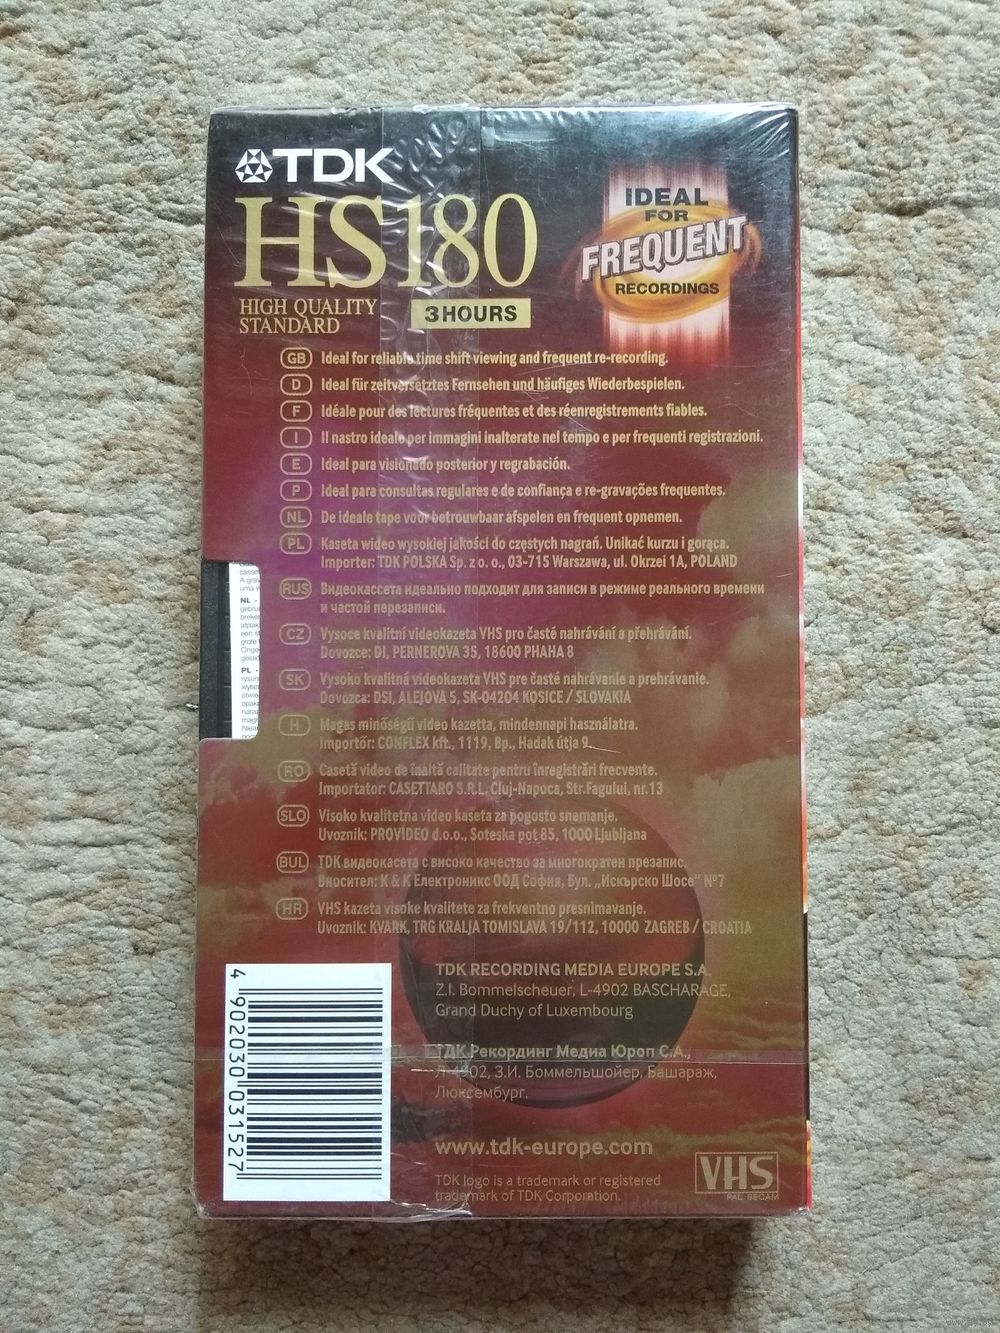 TDK
HS180
HIGH QUALITY
STANDARD
3 HOURS
IDEAL
FOR
FREQUENT
RECORDINGS
GB Ideal for reliable time shift viewing and frequent re-recording.
D Ideal für zeitversetztes Fernsehen und häufiges Wiederbespielen.
F Idéale pour des lectures fréquentes et des réenregistrements fiables.
I Il nastro ideale per immagini inalterate nel tempo e per frequenti registrazioni.
E Ideal para visionado posterior y regrabación.
P Ideal para consultas regulares e de confiança e re-gravações frequentes.
NL De ideale tape voor betrouwbaar afspelen en frequent opnemen.
PL Kaseta wideo wysokiej jakości do częstych nagrań. Unikać kurzu i gorąca.
Importer: TDK POLSKA Sp. z o. o., 03-715 Warszawa, ul. Okrzei 1A, POLAND
RUS Видеокассета идеально подходит для записи в режиме реального времени
и частой перезаписи.
CZ Vysoce kvalitní videokazeta VHS pro časté nahrávání a přehrávání.
Dovozce: DI, PERNEROVA 35, 18600 PHAHA 8
SK Vysoko kvalitná videokazeta VHS pre časté nahrávanie a prehrávanie.
Dovozca: DSI, ALEJOVA 5, SK-04204 KOSICE / SLOVAKIA
H Magas minőségű video kazetta, mindennapi használatra.
Importőr: CONFLEX kft., 1119, Bp., Hadak útja 9.
RO Casetă video de înaltă calitate pentru înregistrări frecvente.
Importator: CASETTARO S.R.L. Cluj-Napoca, Str.Fagului, nr.13
SLO Visoko kvalitetna video kaseta za pogosto snemanje.
Uvoznik: PROVIDEO d.o.o., Soteska pot 85, 1000 Ljubljana
BUL TDK видеокасета с високо качество за многократен презапис.
Вносител: К & К Електроникс ООД София, Бул. „Искърско Шосе" №7
HR VHS kazeta visoke kvalitete za frekventno presnimavanje.
Uvoznik: KVARK, TRG KRALJA TOMISLAVA 19/112, 10000 ZAGREB / CROATIA
TDK RECORDING MEDIA EUROPE S.A.
Z.I. Bommelscheuer, L-4902 BASCHARAGE,
Grand Duchy of Luxembourg
ТДК Рекординг Медиа Юроп С.А.,
Л-4902, З.И. Боммельшойер, Башараж,
Люксембург.
www.tdk-europe.com
TDK logo is a trademark or registered
trademark of TDK Corporation.
VHS
PAL SECAM
4 902030 031527
NL -
PL -